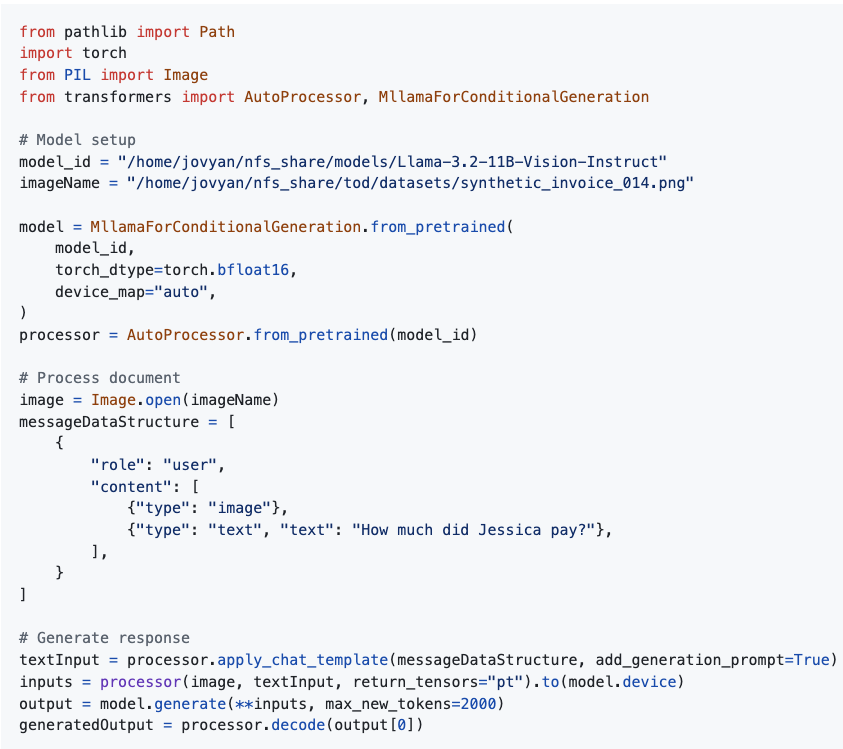 from pathlib import Path
import torch
from PIL import Image
from transformers import AutoProcessor, MllamaForConditionalGeneration

# Model setup
model_id = "/home/jovyan/nfs_share/models/Llama-3.2-11B-Vision-Instruct"
imageName = "/home/jovyan/nfs_share/tod/datasets/synthetic_invoice_014.png"

model = MllamaForConditionalGeneration.from_pretrained(
    model_id,
    torch_dtype=torch.bfloat16,
    device_map="auto",
)
processor = AutoProcessor.from_pretrained(model_id)

# Process document
image = Image.open(imageName)
messageDataStructure = [
    {
        "role": "user",
        "content": [
            {"type": "image"},
            {"type": "text", "text": "How much did Jessica pay?"},
        ],
    }
]

# Generate response
textInput = processor.apply_chat_template(messageDataStructure, add_generation_prompt=True)
inputs = processor(image, textInput, return_tensors="pt").to(model.device)
output = model.generate(**inputs, max_new_tokens=2000)
generatedOutput = processor.decode(output[0])